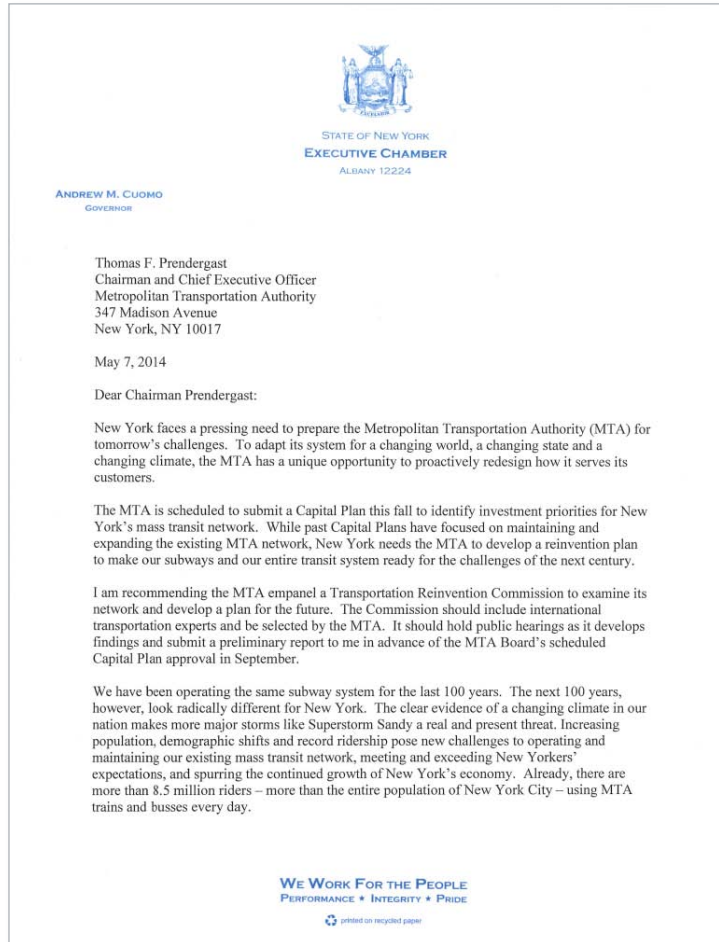 EXCELSIOR
STATE OF NEW YORK
EXECUTIVE CHAMBER
ALBANY 12224
ANDREW M. CUOMO
GOVERNOR
Thomas F. Prendergast
Chairman and Chief Executive Officer
Metropolitan Transportation Authority
347 Madison Avenue
New York, NY 10017
May 7, 2014
Dear Chairman Prendergast:
New York faces a pressing need to prepare the Metropolitan Transportation Authority (MTA) for
tomorrow's challenges. To adapt its system for a changing world, a changing state and a
changing climate, the MTA has a unique opportunity to proactively redesign how it serves its
customers.
The MTA is scheduled to submit a Capital Plan this fall to identify investment priorities for New
York's mass transit network. While past Capital Plans have focused on maintaining and
expanding the existing MTA network, New York needs the MTA to develop a reinvention plan
to make our subways and our entire transit system ready for the challenges of the next century.
I am recommending the MTA empanel a Transportation Reinvention Commission to examine its
network and develop a plan for the future. The Commission should include international
transportation experts and be selected by the MTA. It should hold public hearings as it develops
findings and submit a preliminary report to me in advance of the MTA Board's scheduled
Capital Plan approval in September.
We have been operating the same subway system for the last 100 years. The next 100 years,
however, look radically different for New York. The clear evidence of a changing climate in our
nation makes more major storms like Superstorm Sandy a real and present threat. Increasing
population, demographic shifts and record ridership pose new challenges to operating and
maintaining our existing mass transit network, meeting and exceeding New Yorkers'
expectations, and spurring the continued growth of New York's economy. Already, there are
more than 8.5 million riders – more than the entire population of New York City – using MTA
trains and busses every day.
WE WORK FOR THE PEOPLE
PERFORMANCE ★ INTEGRITY ★ PRIDE
printed on recycled paper